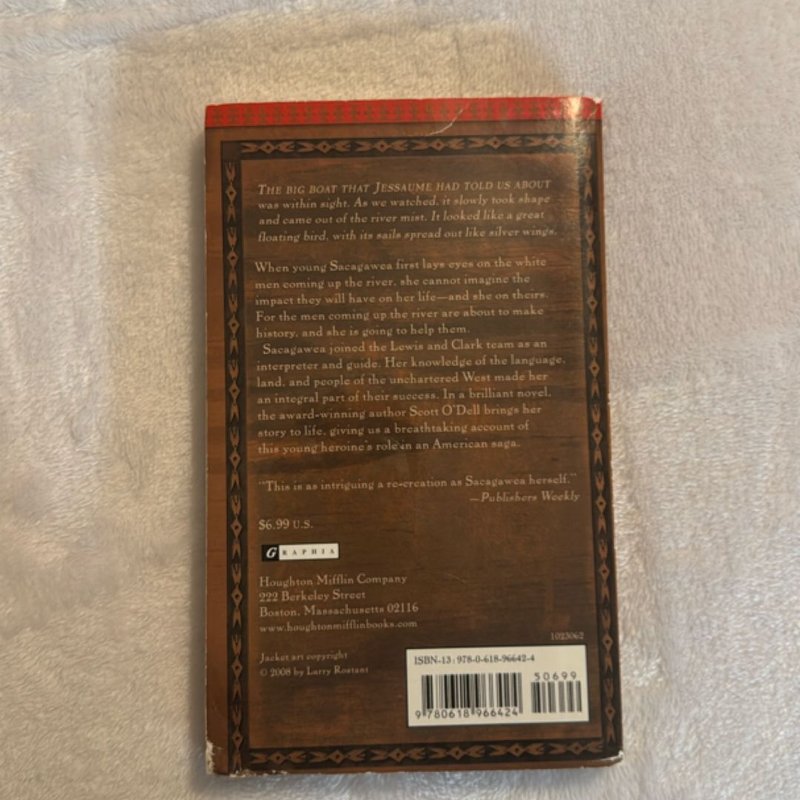 THE BIG BOAT THAT JESSAUME HAD TOLD US ABOUT
was within sight. As we watched, it slowly took shape
and came out of the river mist. It looked like a great
floating bird, with its sails spread out like silver wings.
When young Sacagawea first lays eyes on the white
men coming up the river, she cannot imagine the
impact they will have on her life—and she on theirs.
For the men coming up the river are about to make
history, and she is going to help them.
Sacagawea joined the Lewis and Clark team as an
interpreter and guide. Her knowledge of the language,
land, and people of the unchartered West made her
an integral part of their success. In a brilliant novel,
the award-winning author Scott O'Dell brings her
story to life, giving us a breathtaking account of
this young heroine's role in an American saga.
"This is as intriguing a re-creation as Sacagawea herself."
—Publishers Weekly
$6.99 U.S.
GRAPHIA
Houghton Mifflin Company
222 Berkeley Street
Boston, Massachusetts 02116
www.houghtonmifflinbooks.com
1023062
Jacket art copyright
© 2008 by Larry Rostant
ISBN-13: 978-0-618-96642-4
50699
9 780618 966424